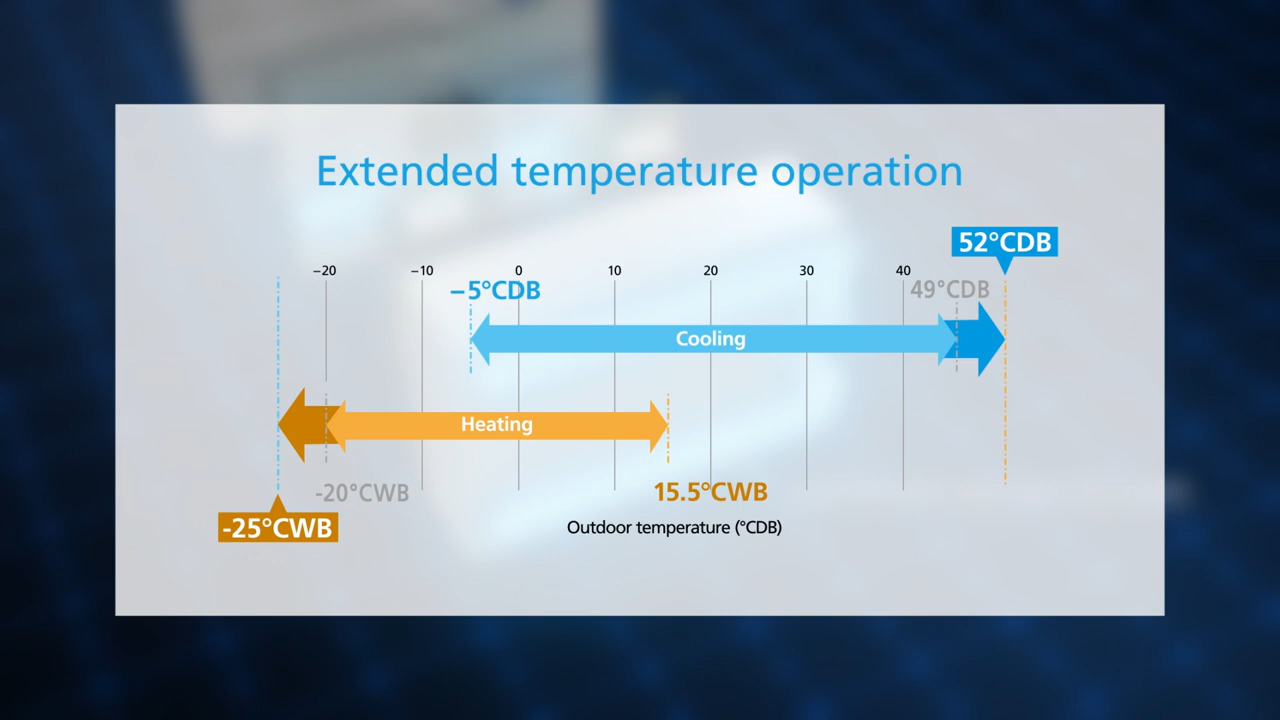 Extended temperature operation
52°CDB
−20 −10 0 10 20 30 40
−5°CDB 49°CDB
Cooling
Heating
-20°CWB 15.5°CWB
-25°CWB
Outdoor temperature (°CDB)